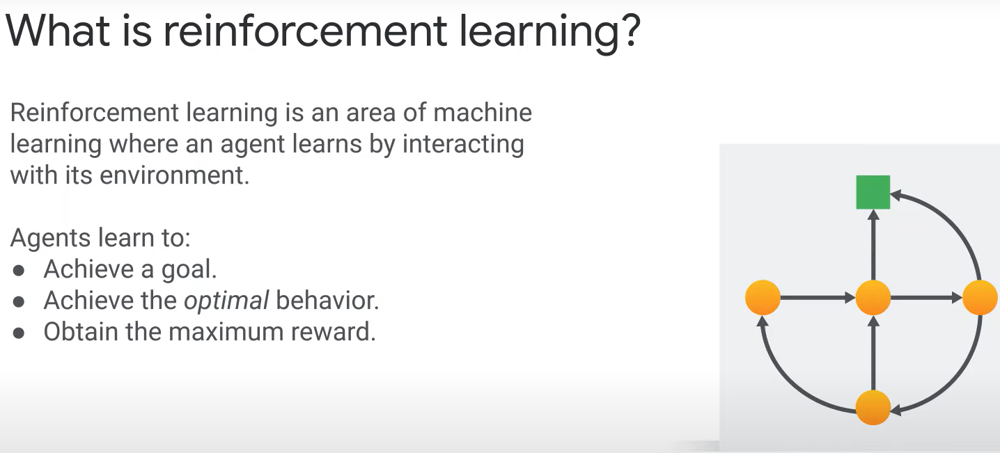 What is reinforcement learning?
Reinforcement learning is an area of machine
learning where an agent learns by interacting
with its environment.
Agents learn to:
● Achieve a goal.
● Achieve the optimal behavior.
● Obtain the maximum reward.